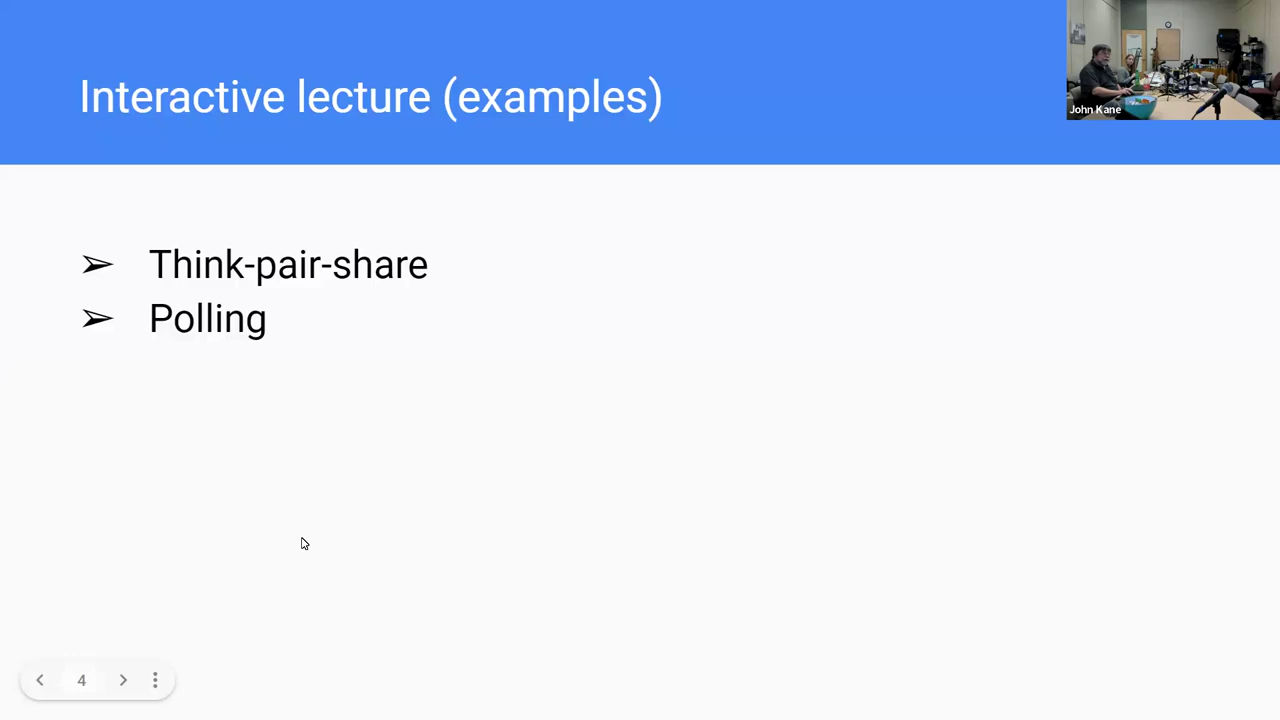 Interactive lecture (examples)
John Kane
➢ Think-pair-share
➢ Polling
4